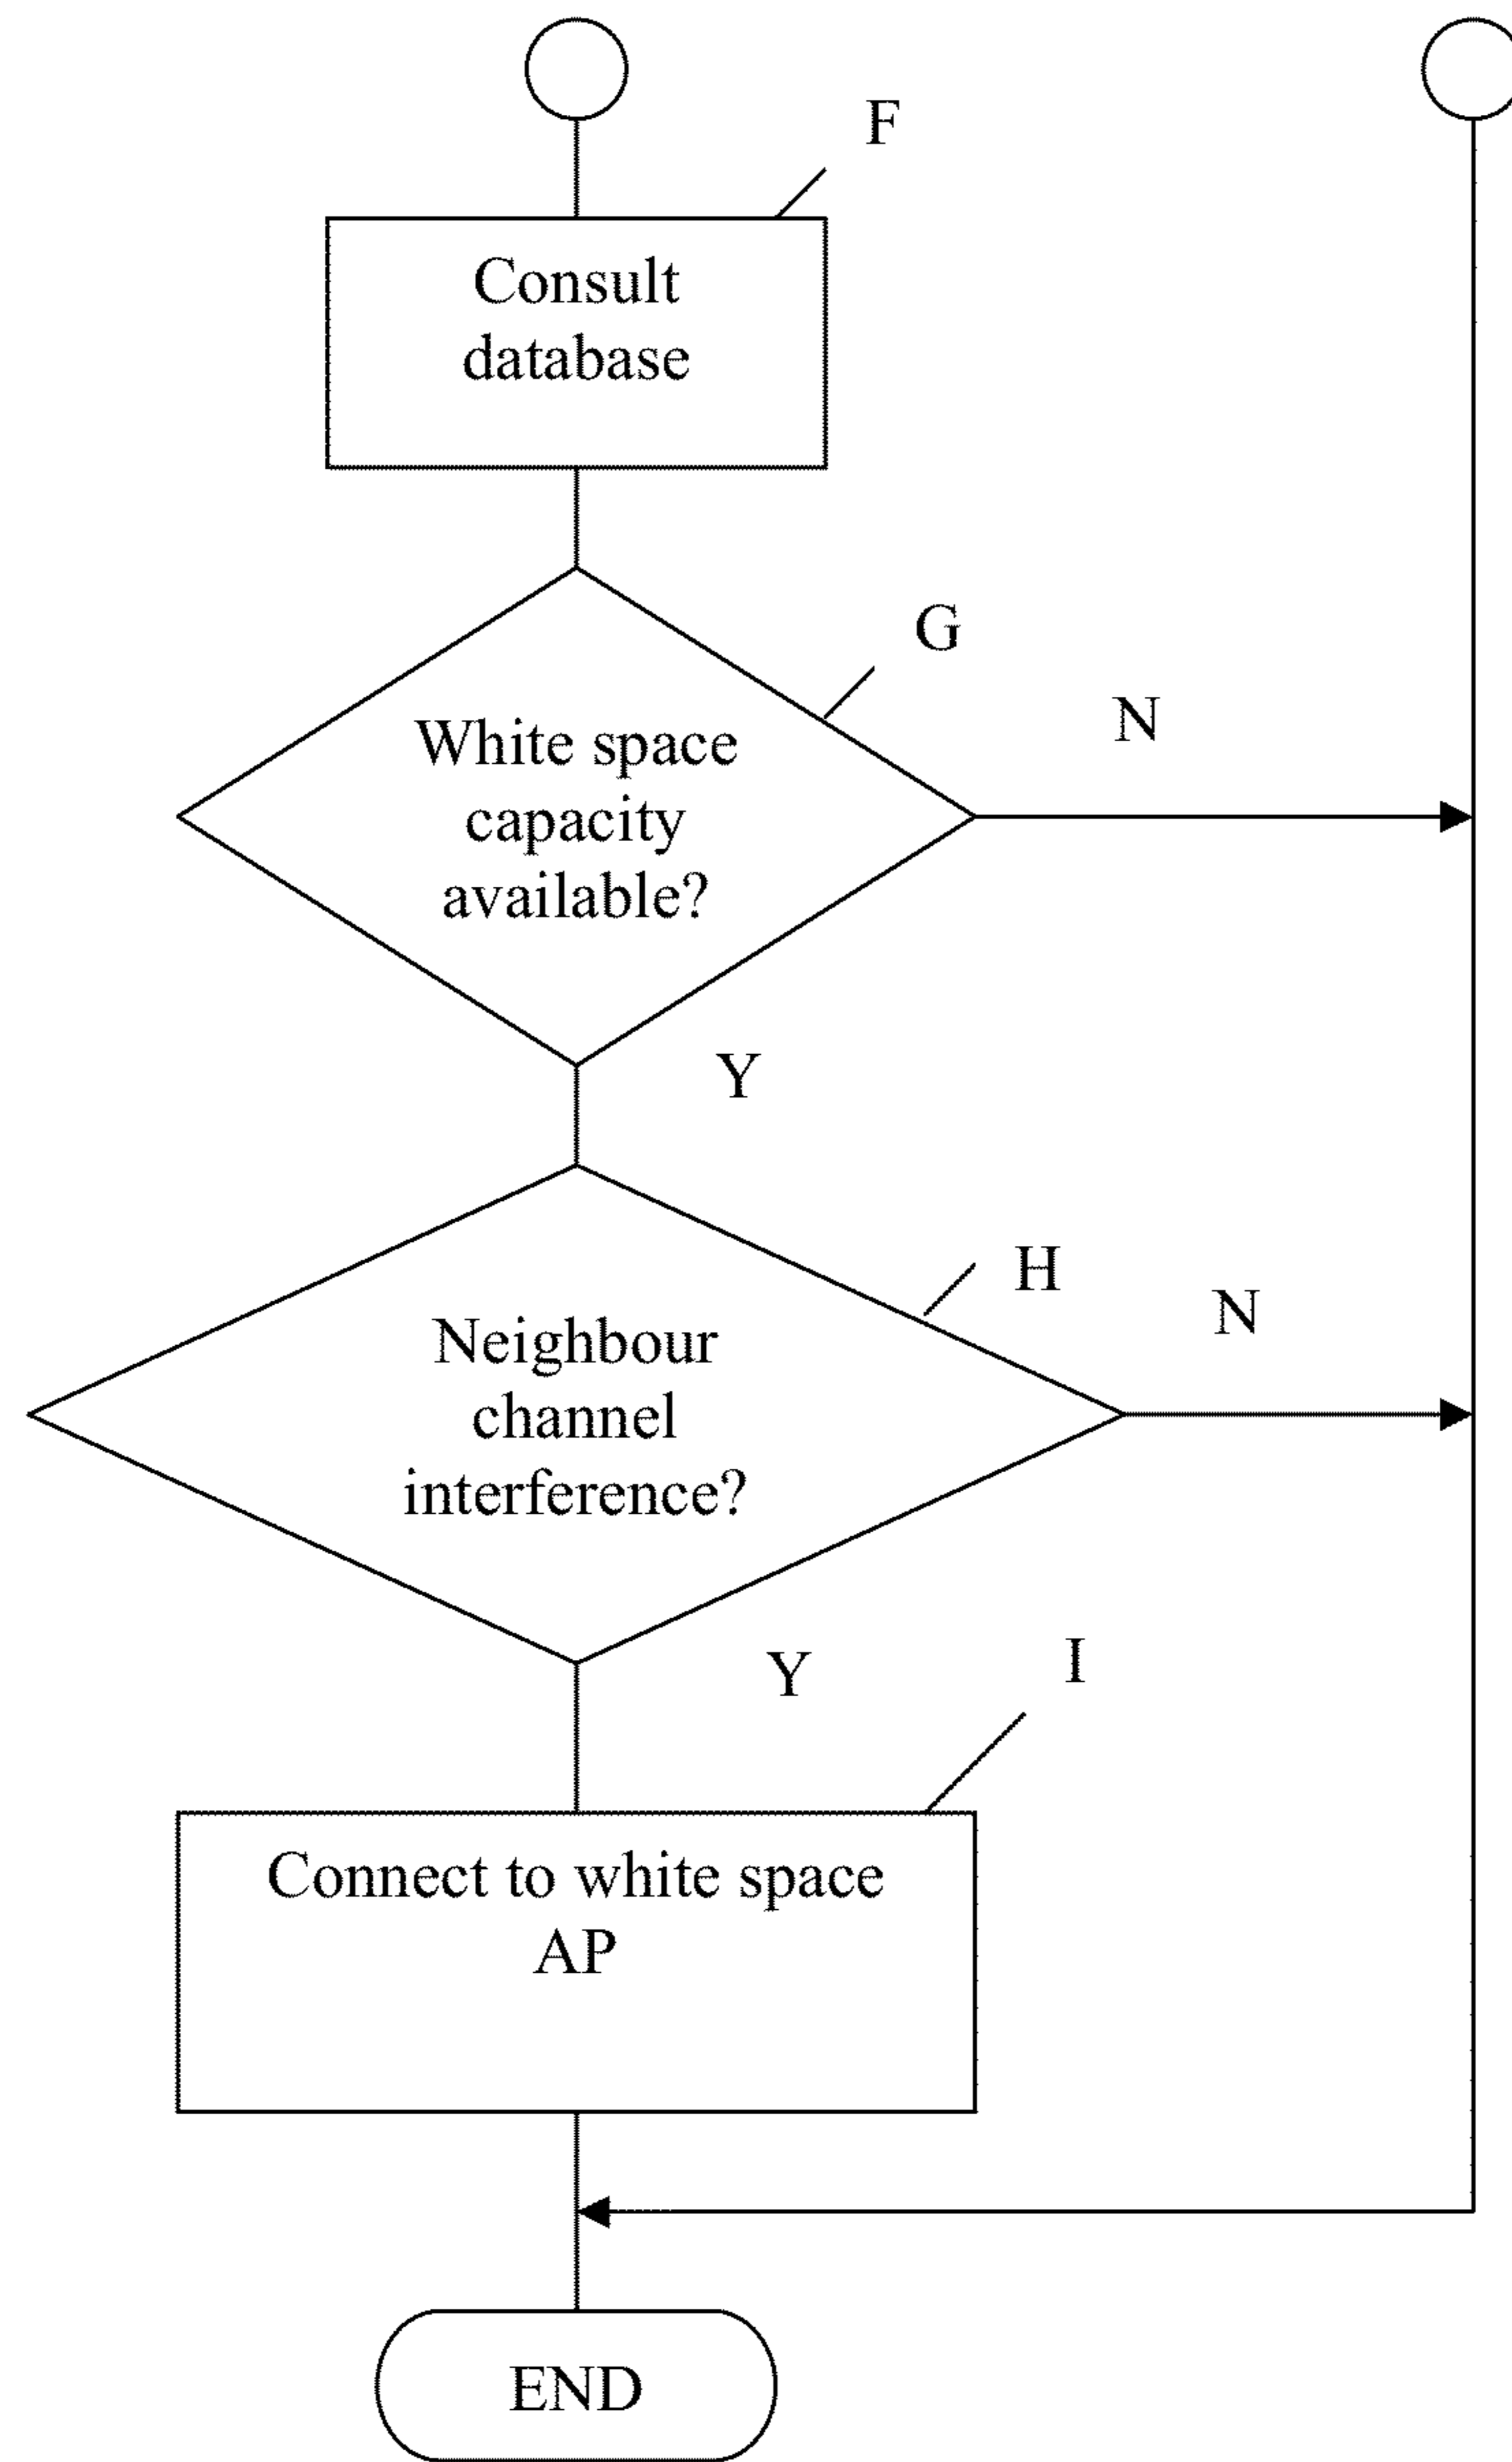 F
Consult
database
G
N
White space
capacity
available?
Y
H
N
Neighbour
channel
interference?
Y
I
Connect to white space
AP
END